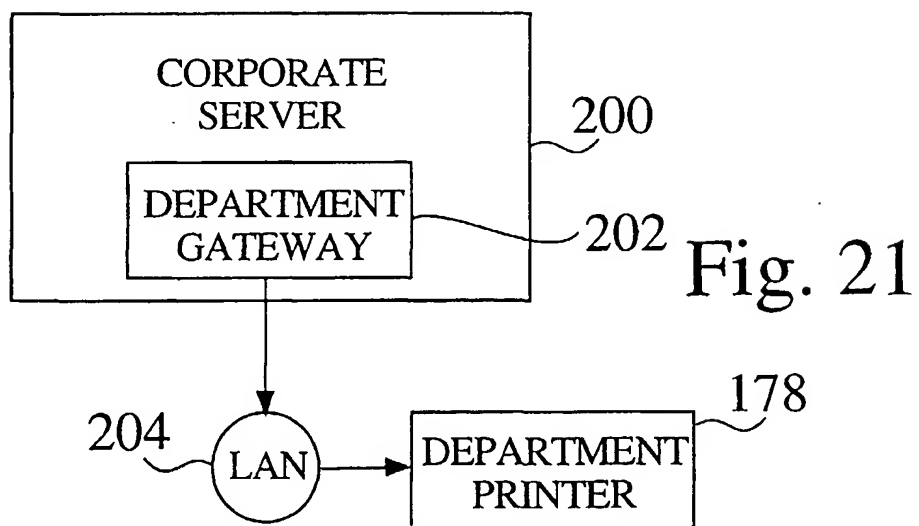 CORPORATE
SERVER
200
DEPARTMENT
GATEWAY
202
Fig. 21
178
204
LAN
DEPARTMENT
PRINTER